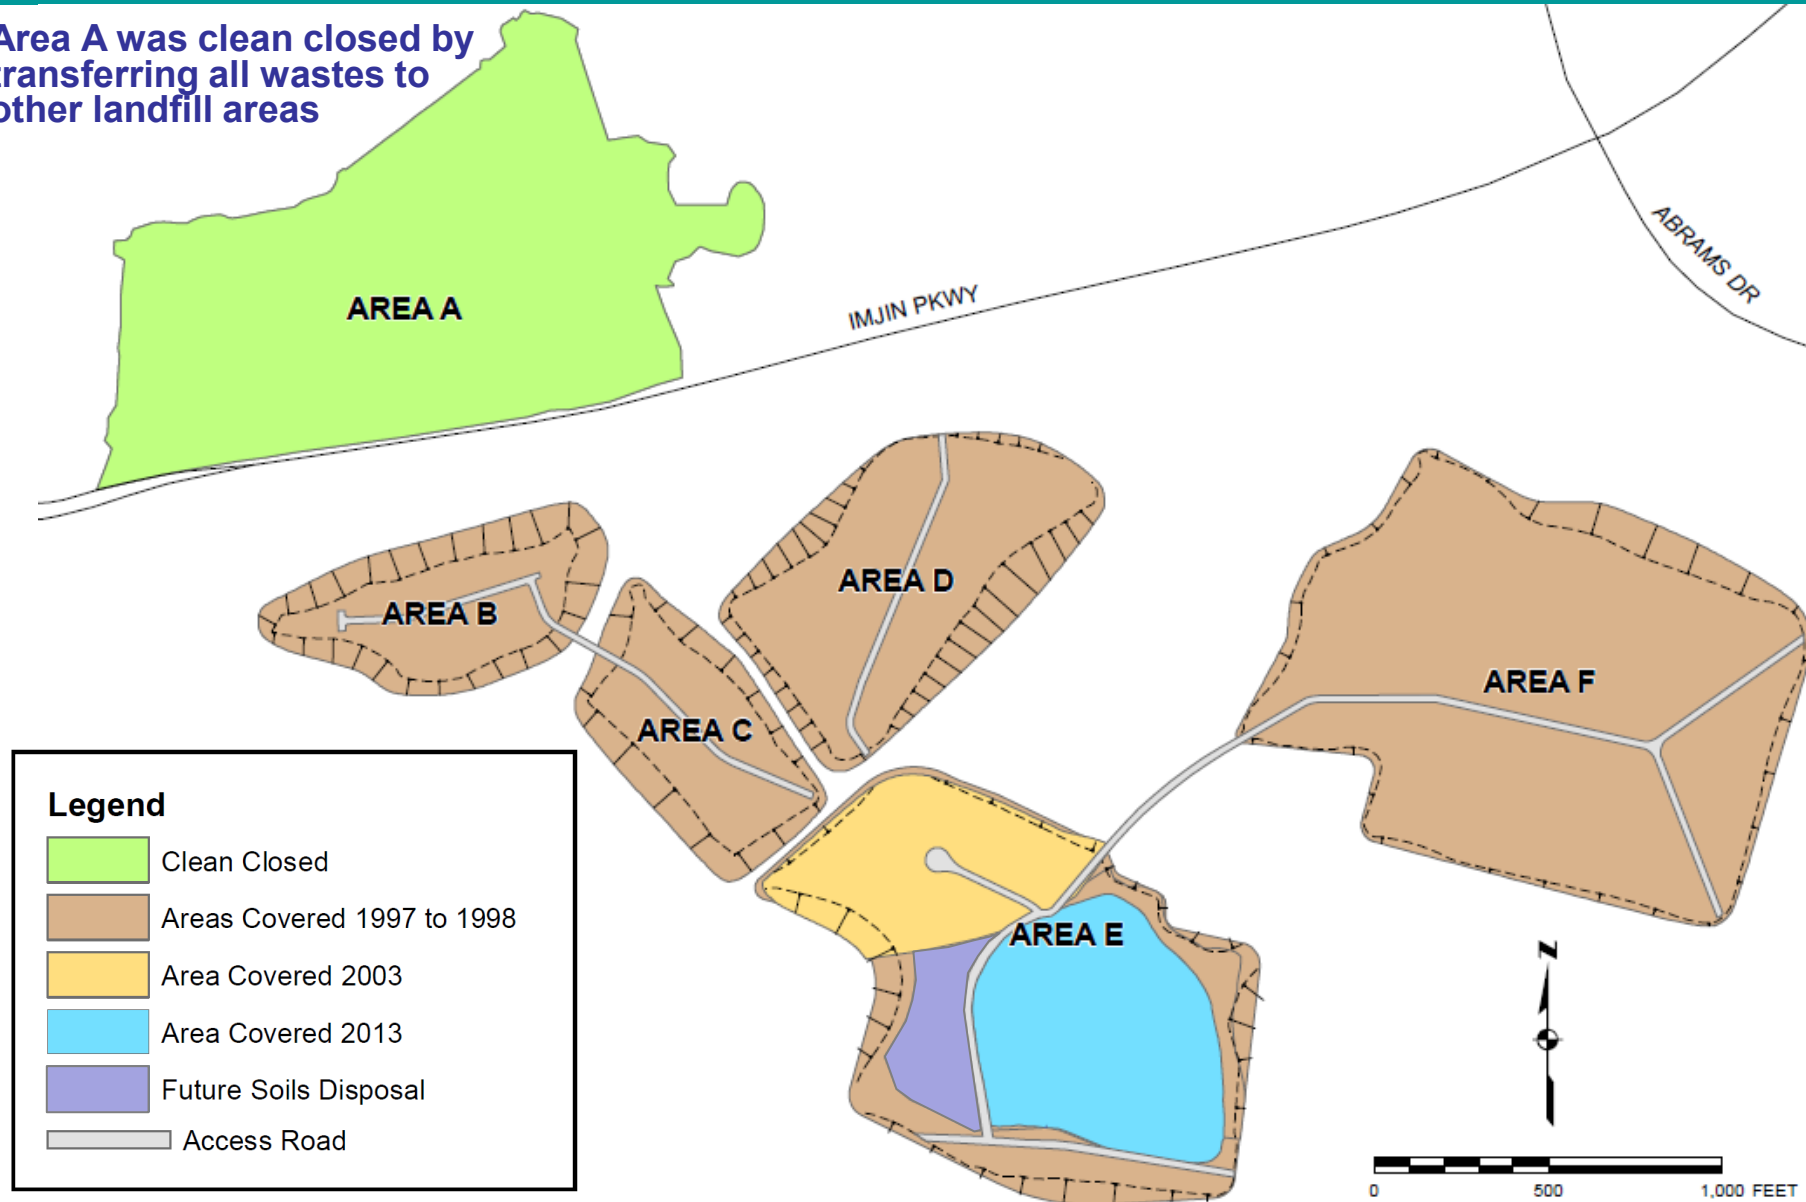 Area A was clean closed by
transferring all wastes to
other landfill areas
AREA A
IMJIN PKWY
ABRAMS DR
AREA B
AREA D
AREA C
AREA F
AREA E
Legend
Clean Closed
Areas Covered 1997 to 1998
Area Covered 2003
Area Covered 2013
Future Soils Disposal
Access Road
N
0 500 1,000 FEET